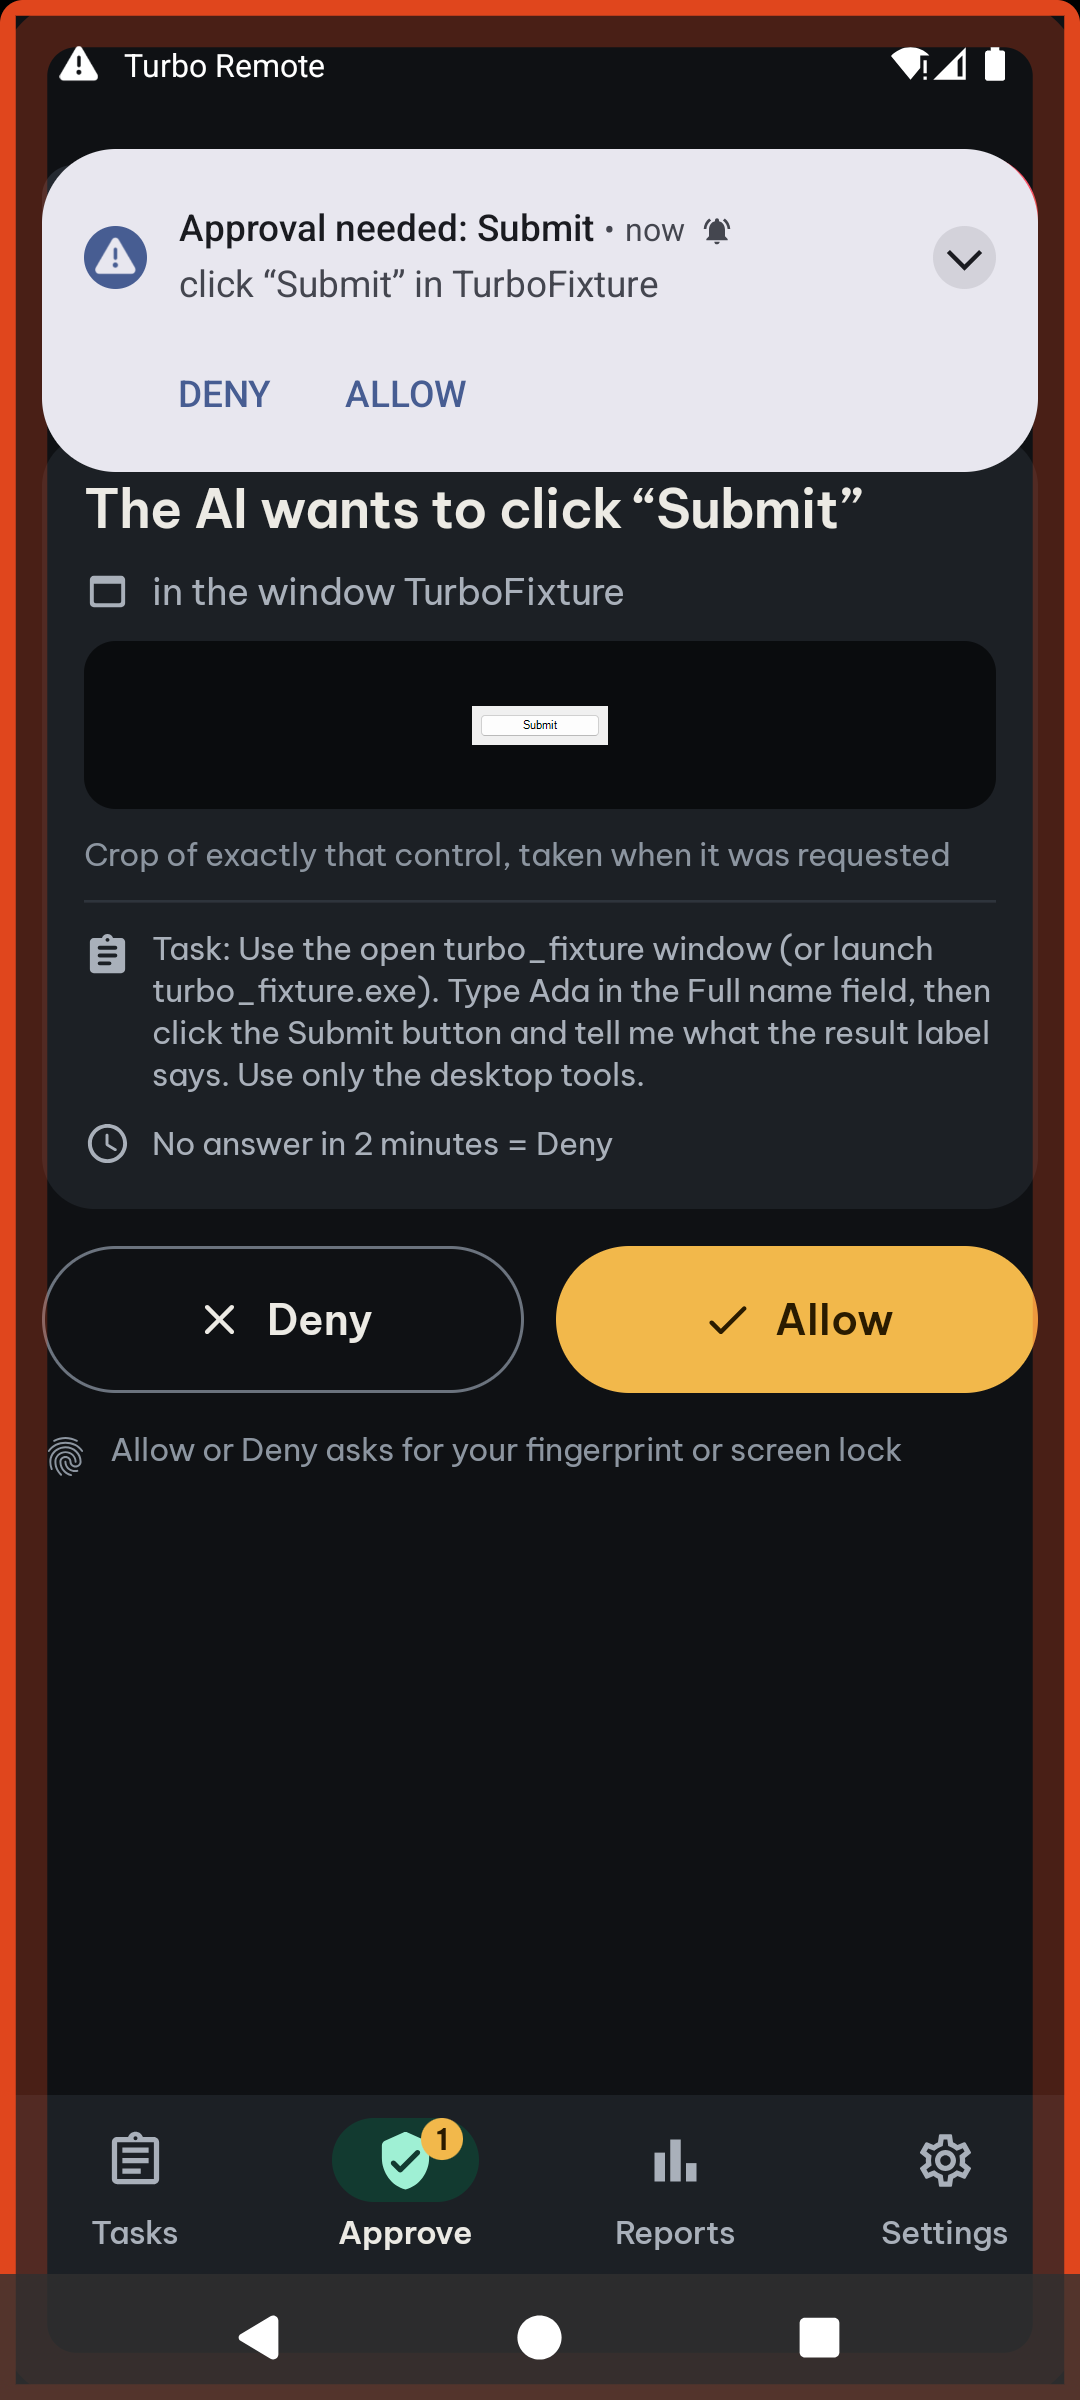 Turbo Remote
Approval needed: Submit • now
click “Submit” in TurboFixture
DENY ALLOW
The AI wants to click “Submit”
in the window TurboFixture
Submit
Crop of exactly that control, taken when it was requested
Task: Use the open turbo_fixture window (or launch
turbo_fixture.exe). Type Ada in the Full name field, then
click the Submit button and tell me what the result label
says. Use only the desktop tools.
No answer in 2 minutes = Deny
Deny Allow
Allow or Deny asks for your fingerprint or screen lock
1
Tasks Approve Reports Settings